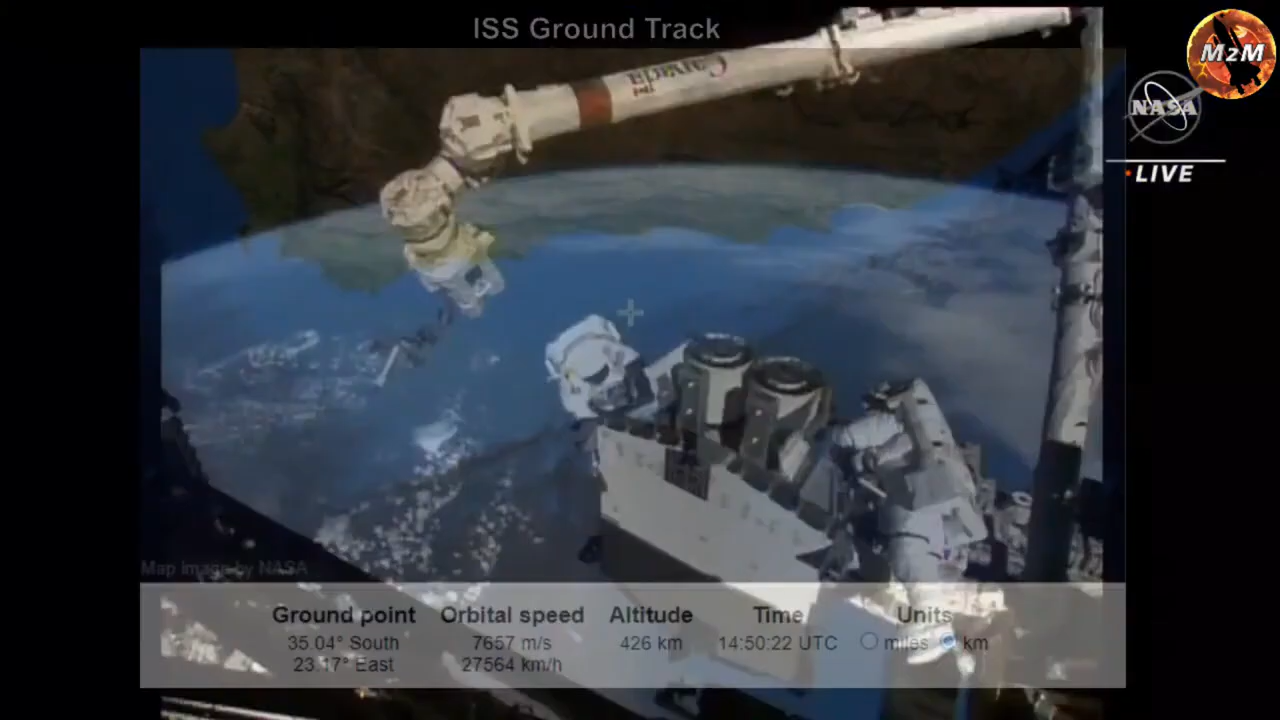 ISS Ground Track
Canada
M2M
NASA
LIVE
Map image by NASA
Ground point Orbital speed Altitude Time Units
35.04° South 7657 m/s 426 km 14:50:22 UTC miles km
23.17° East 27564 km/h